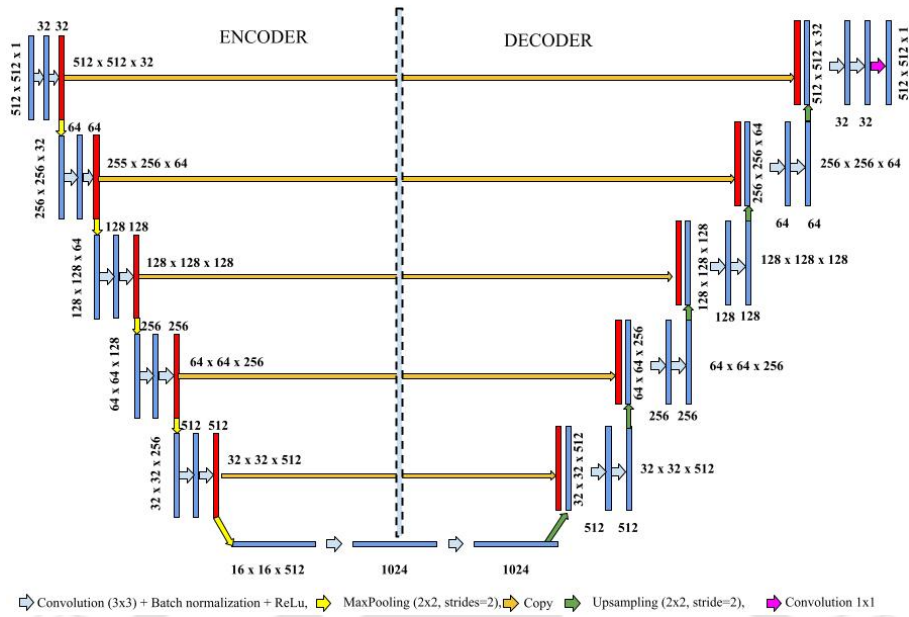 ENCODER
DECODER
32 32
512 x 512 x 1
512 x 512 x 32
512 x 512 x 32
512 x 512 x 1
32 32
64 64
256 x 256 x 32
255 x 256 x 64
256 x 256 x 64
256 x 256 x 64
64 64
128 128
128 x 128 x 64
128 x 128 x 128
128 x 128 x 128
128 x 128 x 128
128 128
256 256
64 x 64 x 128
64 x 64 x 256
64 x 64 x 256
64 x 64 x 256
256 256
512 512
32 x 32 x 256
32 x 32 x 512
32 x 32 x 512
32 x 32 x 512
512 512
16 x 16 x 512 1024 1024
Convolution (3x3) + Batch normalization + ReLu, MaxPooling (2x2, strides=2), Copy Upsampling (2x2, stride=2), Convolution 1x1